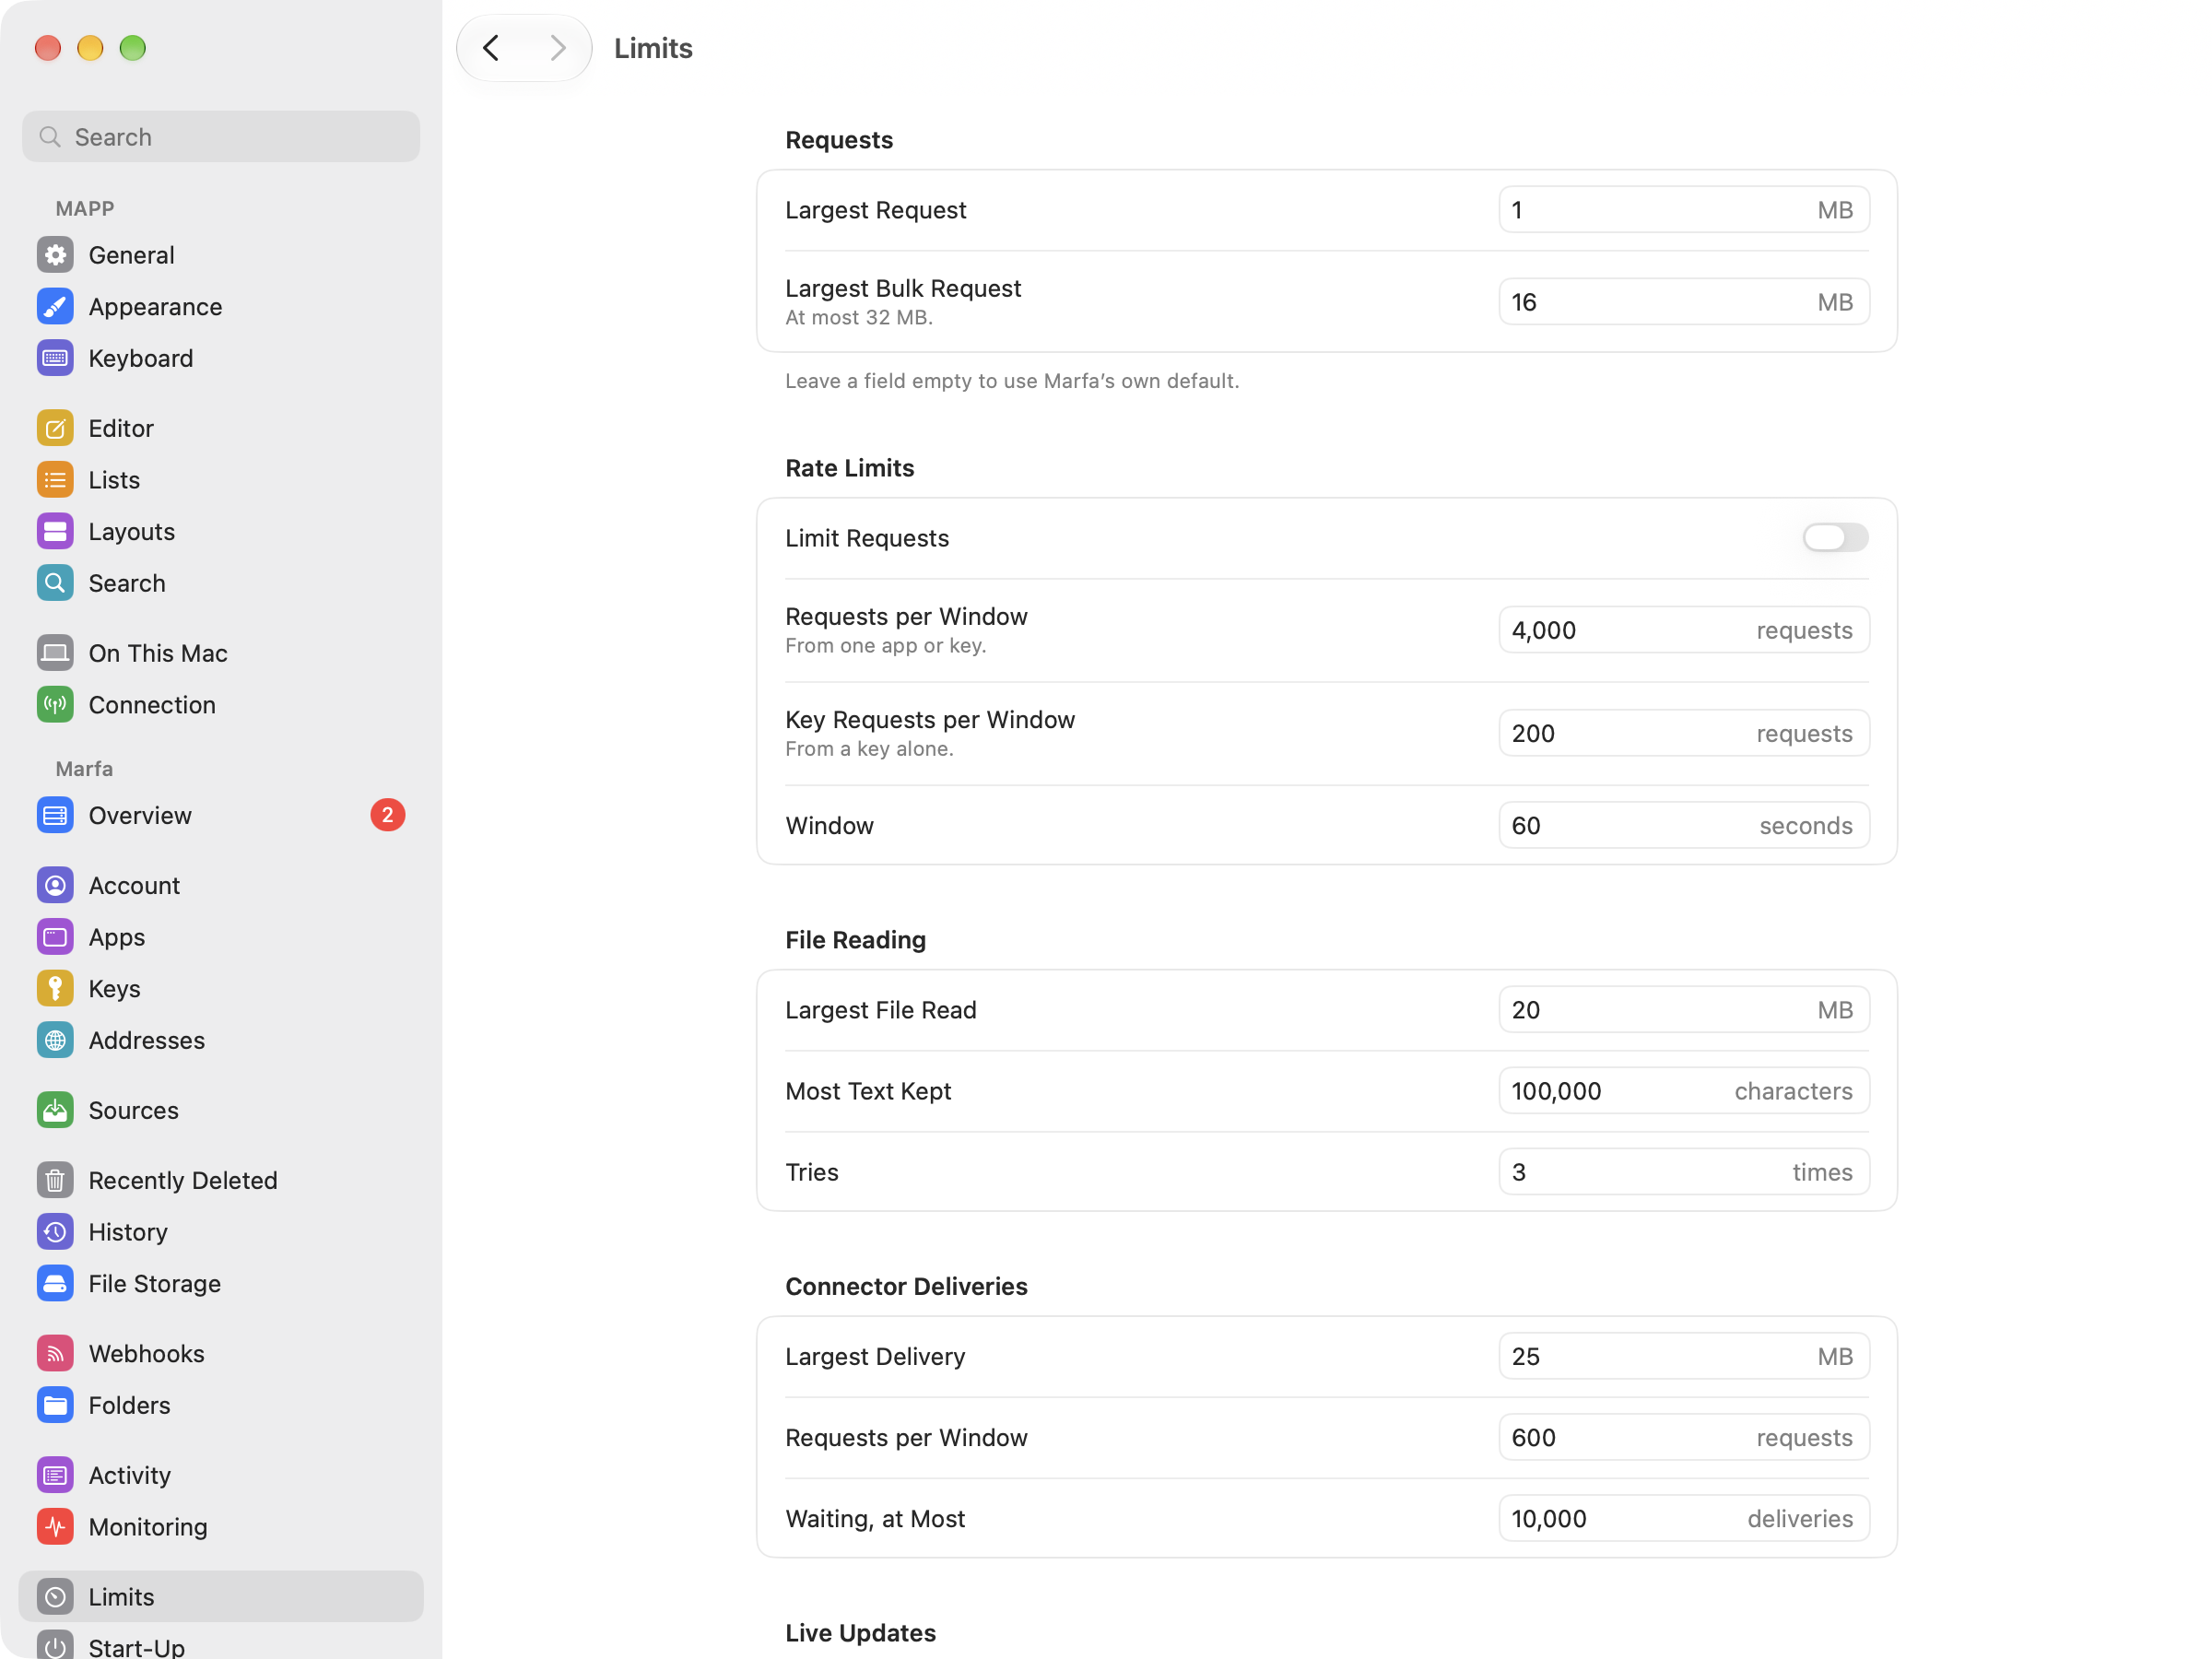 Limits
Search
MAPP
General
Appearance
Keyboard
Editor
Lists
Layouts
Search
On This Mac
Connection
Marfa
Overview 2
Account
Apps
Keys
Addresses
Sources
Recently Deleted
History
File Storage
Webhooks
Folders
Activity
Monitoring
Limits
Start-Up
Requests
Largest Request 1 MB
Largest Bulk Request 16 MB
At most 32 MB.
Leave a field empty to use Marfa’s own default.
Rate Limits
Limit Requests
Requests per Window 4,000 requests
From one app or key.
Key Requests per Window 200 requests
From a key alone.
Window 60 seconds
File Reading
Largest File Read 20 MB
Most Text Kept 100,000 characters
Tries 3 times
Connector Deliveries
Largest Delivery 25 MB
Requests per Window 600 requests
Waiting, at Most 10,000 deliveries
Live Updates